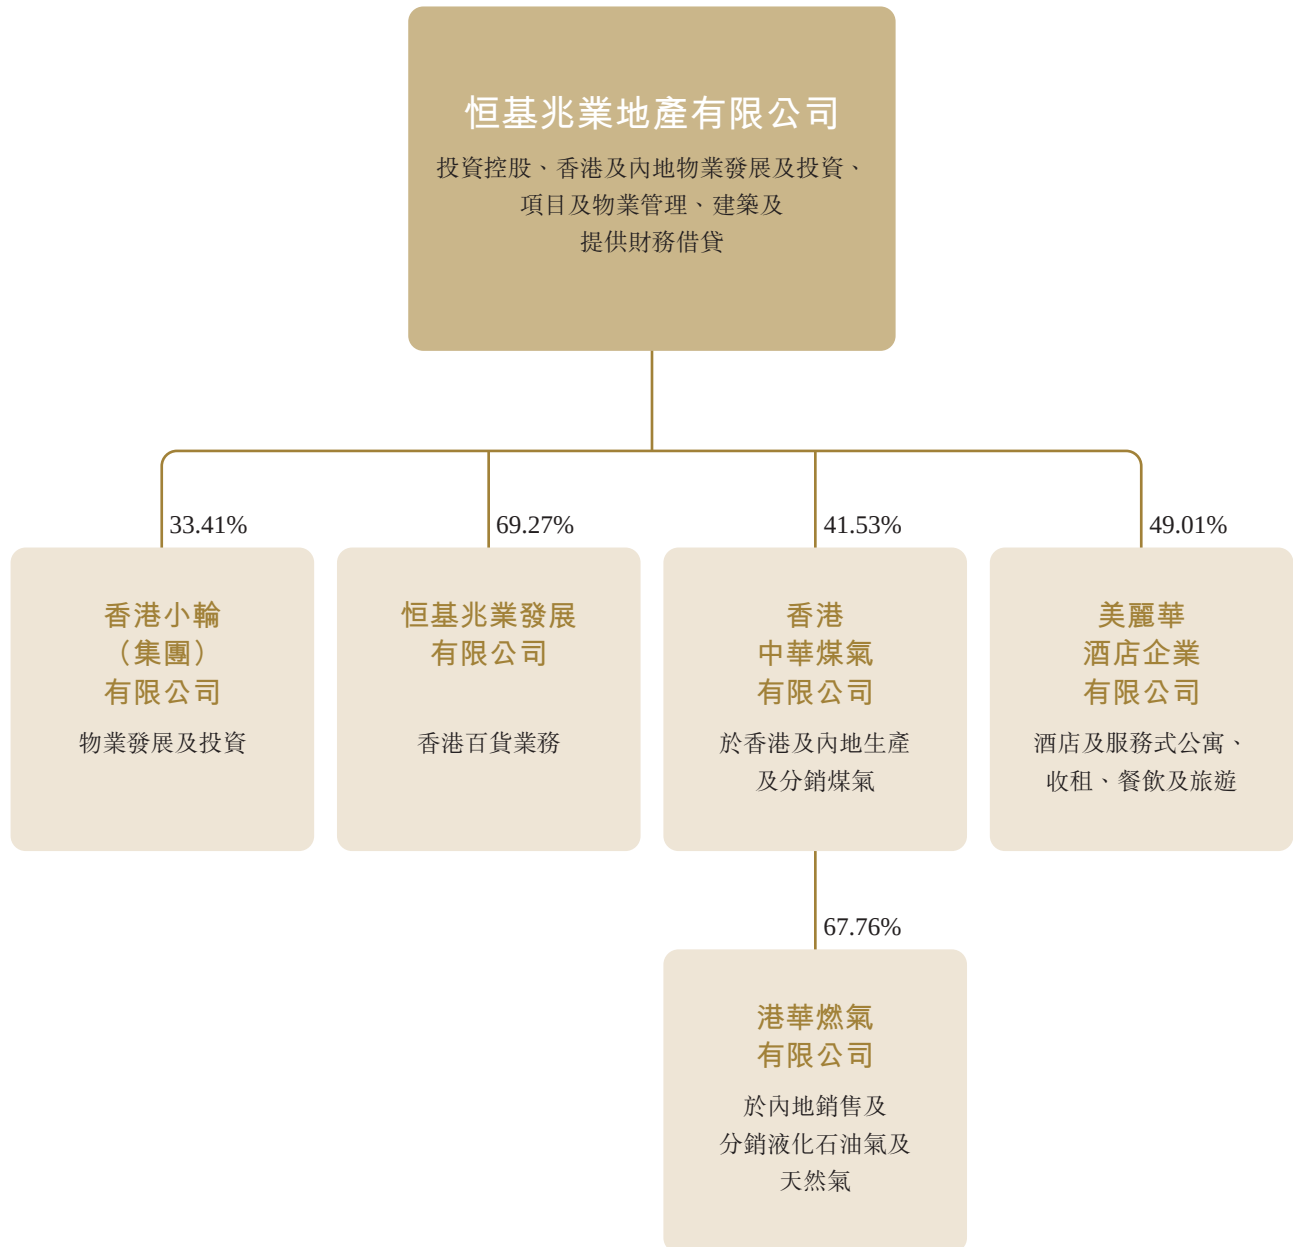 恒基兆業地產有限公司
投資控股、香港及內地物業發展及投資、
項目及物業管理、建築及
提供財務借貸
33.41%
69.27%
41.53%
49.01%
香港小輪
（集團）
有限公司
物業發展及投資
恒基兆業發展
有限公司
香港百貨業務
香港
中華煤氣
有限公司
於香港及內地生產
及分銷煤氣
美麗華
酒店企業
有限公司
酒店及服務式公寓、
收租、餐飲及旅遊
67.76%
港華燃氣
有限公司
於內地銷售及
分銷液化石油氣及
天然氣